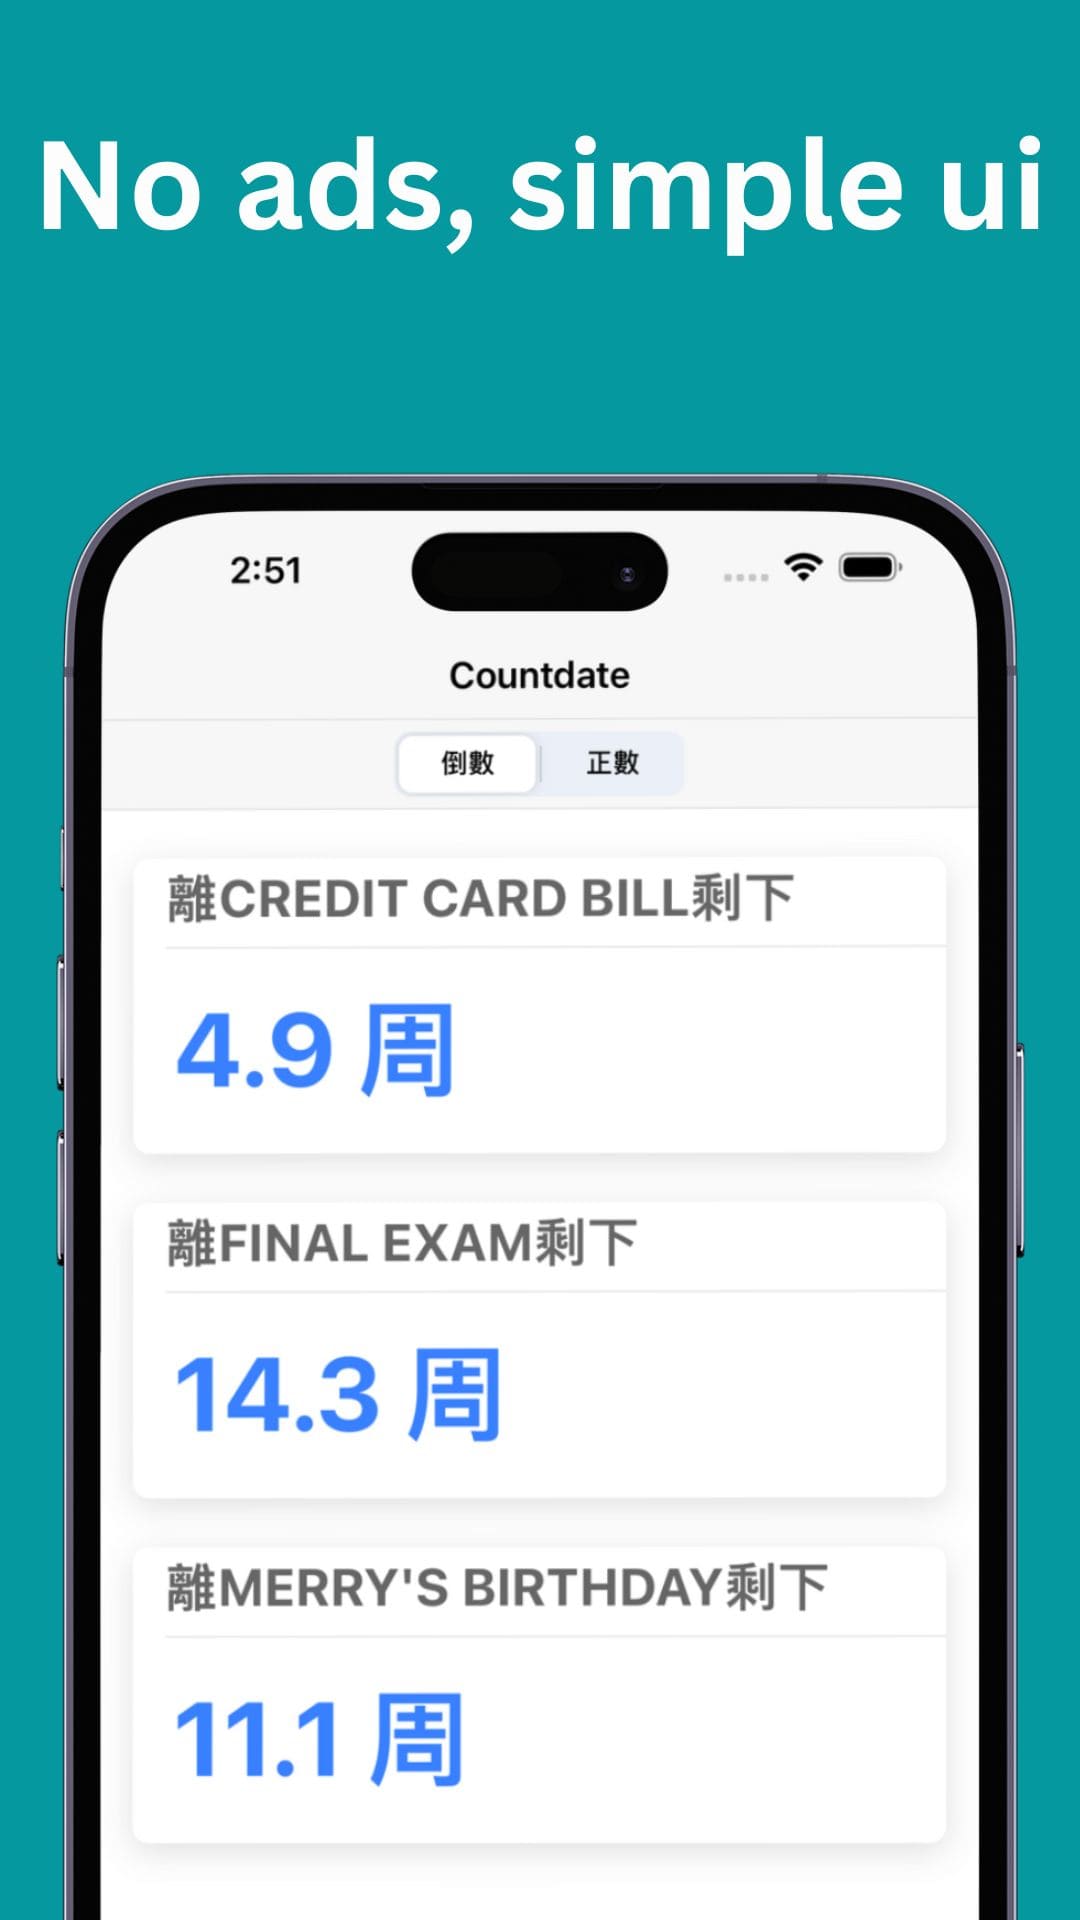 No ads, simple ui
2:51
Countdate
倒數 正數
離CREDIT CARD BILL剩下
4.9 周
離FINAL EXAM剩下
14.3 周
離MERRY'S BIRTHDAY剩下
11.1 周